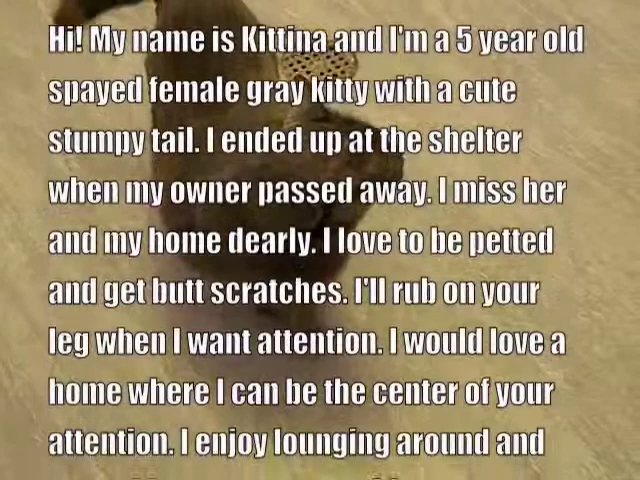 Hi! My name is Kittina and I'm a 5 year old
spayed female gray kitty with a cute
stumpy tail. I ended up at the shelter
when my owner passed away. I miss her
and my home dearly. I love to be petted
and get butt scratches. I'll rub on your
leg when I want attention. I would love a
home where I can be the center of your
attention. I enjoy lounging around and